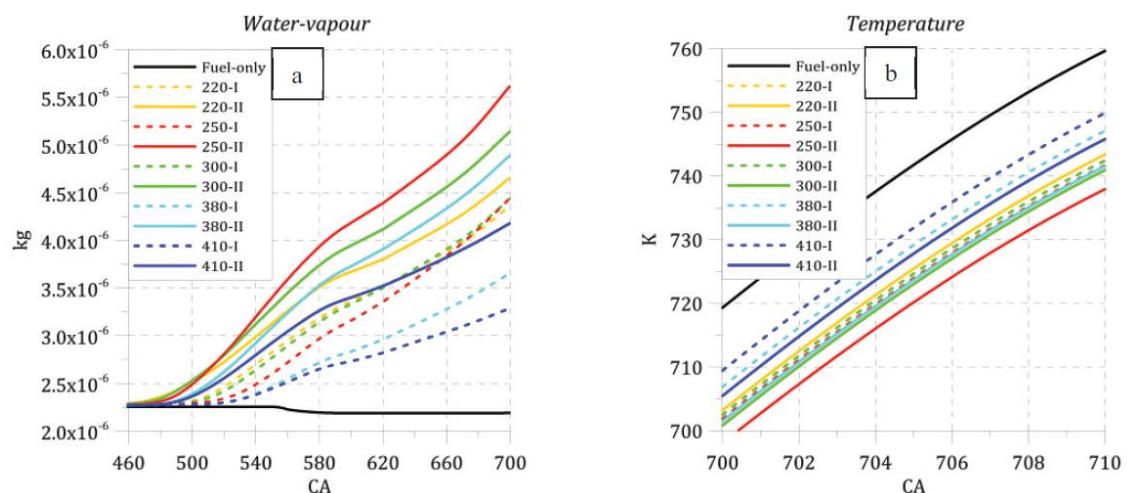 Water-vapour
6.0x10-6
5.5x10-6
5.0x10-6
4.5x10-6
4.0x10-6
3.5x10-6
3.0x10-6
2.5x10-6
2.0x10-6
kg
a
Fuel-only
220-I
220-II
250-I
250-II
300-I
300-II
380-I
380-II
410-I
410-II
460 500 540 580 620 660 700
CA
Temperature
760
750
740
730
720
710
700
K
b
Fuel-only
220-I
220-II
250-I
250-II
300-I
300-II
380-I
380-II
410-I
410-II
700 702 704 706 708 710
CA